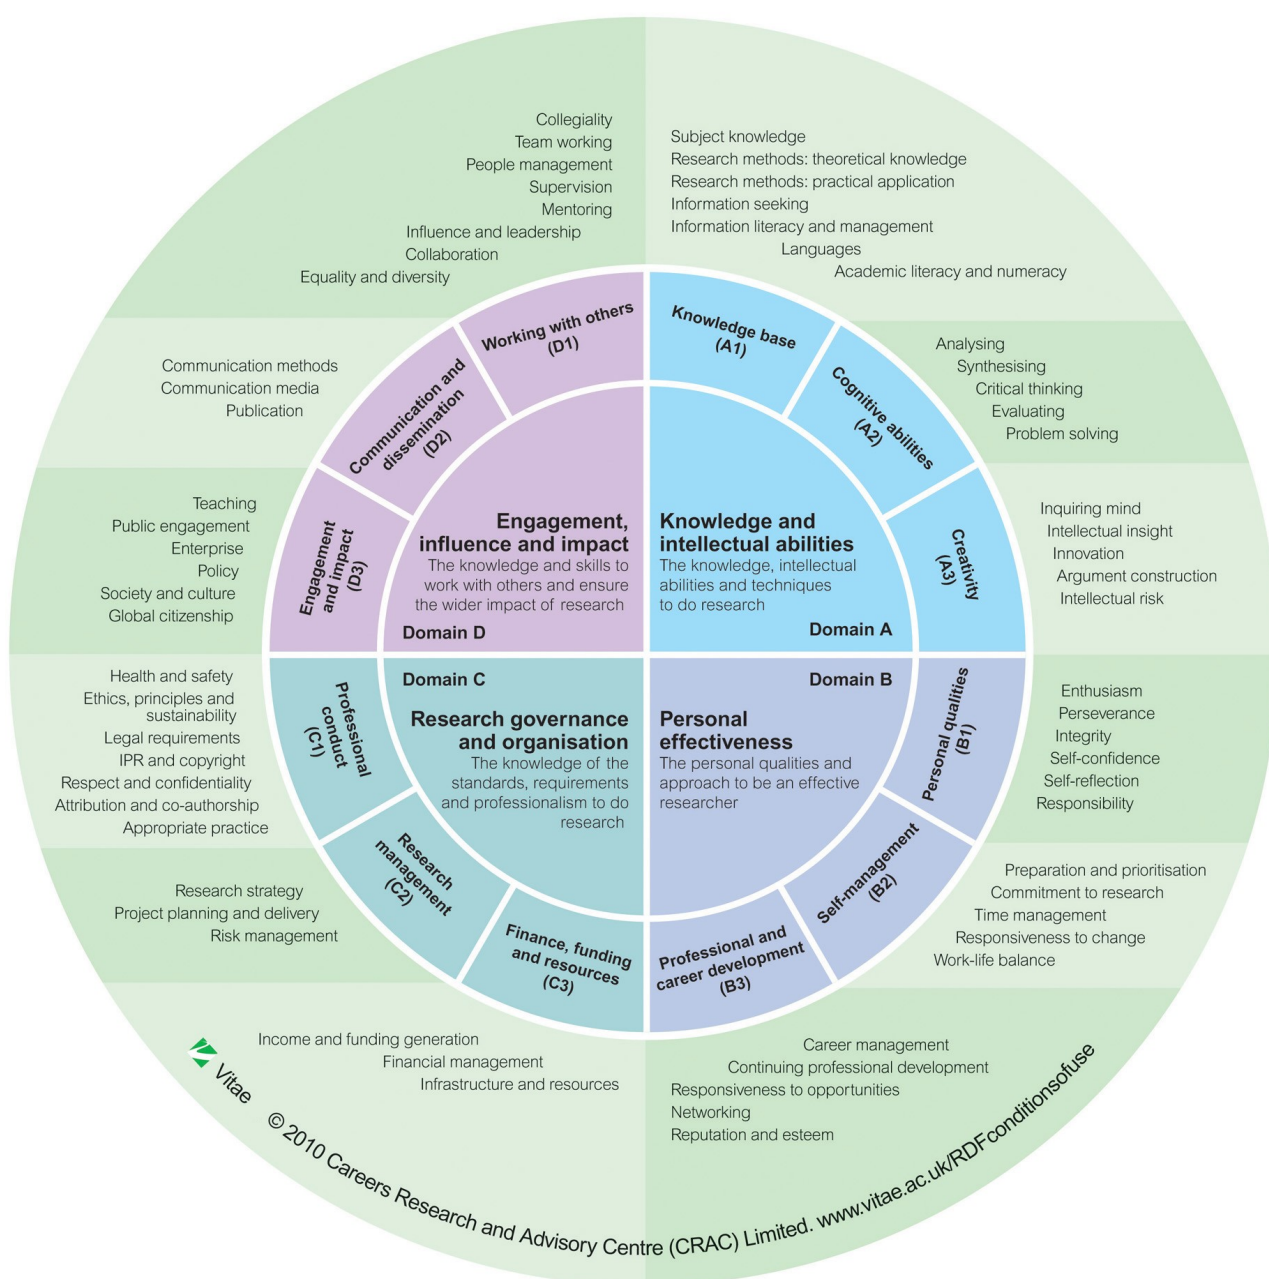 Collegiality
Team working
People management
Supervision
Mentoring
Influence and leadership
Collaboration
Equality and diversity
Subject knowledge
Research methods: theoretical knowledge
Research methods: practical application
Information seeking
Information literacy and management
Languages
Academic literacy and numeracy
Communication methods
Communication media
Publication
Analysing
Synthesising
Critical thinking
Evaluating
Problem solving
Teaching
Public engagement
Enterprise
Policy
Society and culture
Global citizenship
Inquiring mind
Intellectual insight
Innovation
Argument construction
Intellectual risk
Working with others
(D1)
Communication and
dissemination
(D2)
Engagement
and impact
(D3)
Knowledge base
(A1)
Cognitive abilities
(A2)
Creativity
(A3)
Engagement,
influence and impact
The knowledge and skills to
work with others and ensure
the wider impact of research
Domain D
Knowledge and
intellectual abilities
The knowledge, intellectual
abilities and techniques
to do research
Domain A
Domain C
Research governance
and organisation
The knowledge of the
standards, requirements
and professionalism to do
research
Domain B
Personal
effectiveness
The personal qualities and
approach to be an effective
researcher
Professional
conduct
(C1)
Research
management
(C2)
Finance, funding
and resources
(C3)
Personal qualities
(B1)
Self-management
(B2)
Professional and
career development
(B3)
Health and safety
Ethics, principles and
sustainability
Legal requirements
IPR and copyright
Respect and confidentiality
Attribution and co-authorship
Appropriate practice
Enthusiasm
Perseverance
Integrity
Self-confidence
Self-reflection
Responsibility
Research strategy
Project planning and delivery
Risk management
Preparation and prioritisation
Commitment to research
Time management
Responsiveness to change
Work-life balance
Income and funding generation
Financial management
Infrastructure and resources
Career management
Continuing professional development
Responsiveness to opportunities
Networking
Reputation and esteem
Vitae © 2010 Careers Research and Advisory Centre (CRAC) Limited. www.vitae.ac.uk/RDFconditionsofuse